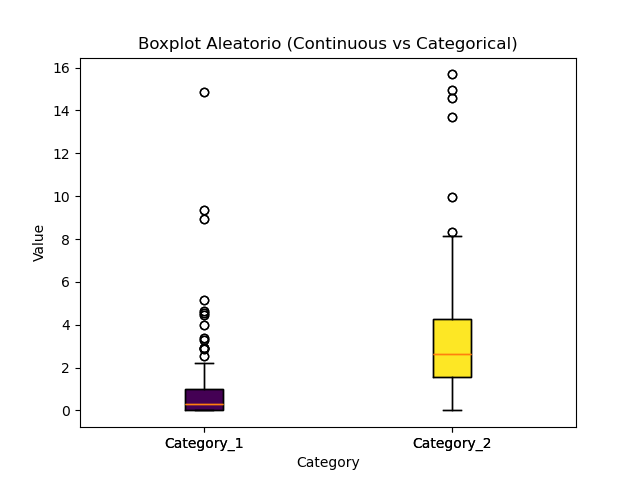 Boxplot Aleatorio (Continuous vs Categorical)
16
14
12
10
8
6
4
2
0
Value
Category_1
Category_2
Category